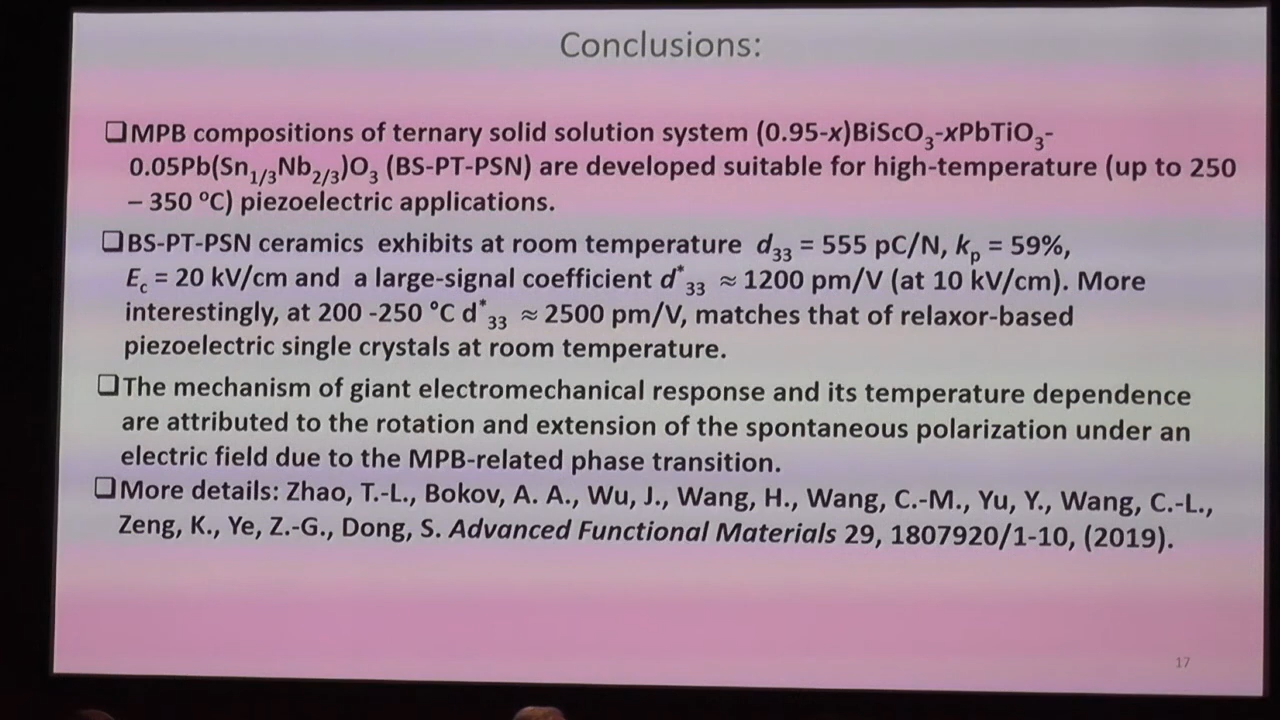 Conclusions:
❑MPB compositions of ternary solid solution system (0.95-x)BiScO₃-xPbTiO₃-
0.05Pb(Sn₁/₃Nb₂/₃)O₃ (BS-PT-PSN) are developed suitable for high-temperature (up to 250
– 350 ºC) piezoelectric applications.
❑BS-PT-PSN ceramics exhibits at room temperature d₃₃ = 555 pC/N, kₚ = 59%,
E_c = 20 kV/cm and a large-signal coefficient d*₃₃ ≈ 1200 pm/V (at 10 kV/cm). More
interestingly, at 200 -250 °C d*₃₃ ≈ 2500 pm/V, matches that of relaxor-based
piezoelectric single crystals at room temperature.
❑The mechanism of giant electromechanical response and its temperature dependence
are attributed to the rotation and extension of the spontaneous polarization under an
electric field due to the MPB-related phase transition.
❑More details: Zhao, T.-L., Bokov, A. A., Wu, J., Wang, H., Wang, C.-M., Yu, Y., Wang, C.-L.,
Zeng, K., Ye, Z.-G., Dong, S. Advanced Functional Materials 29, 1807920/1-10, (2019).
17